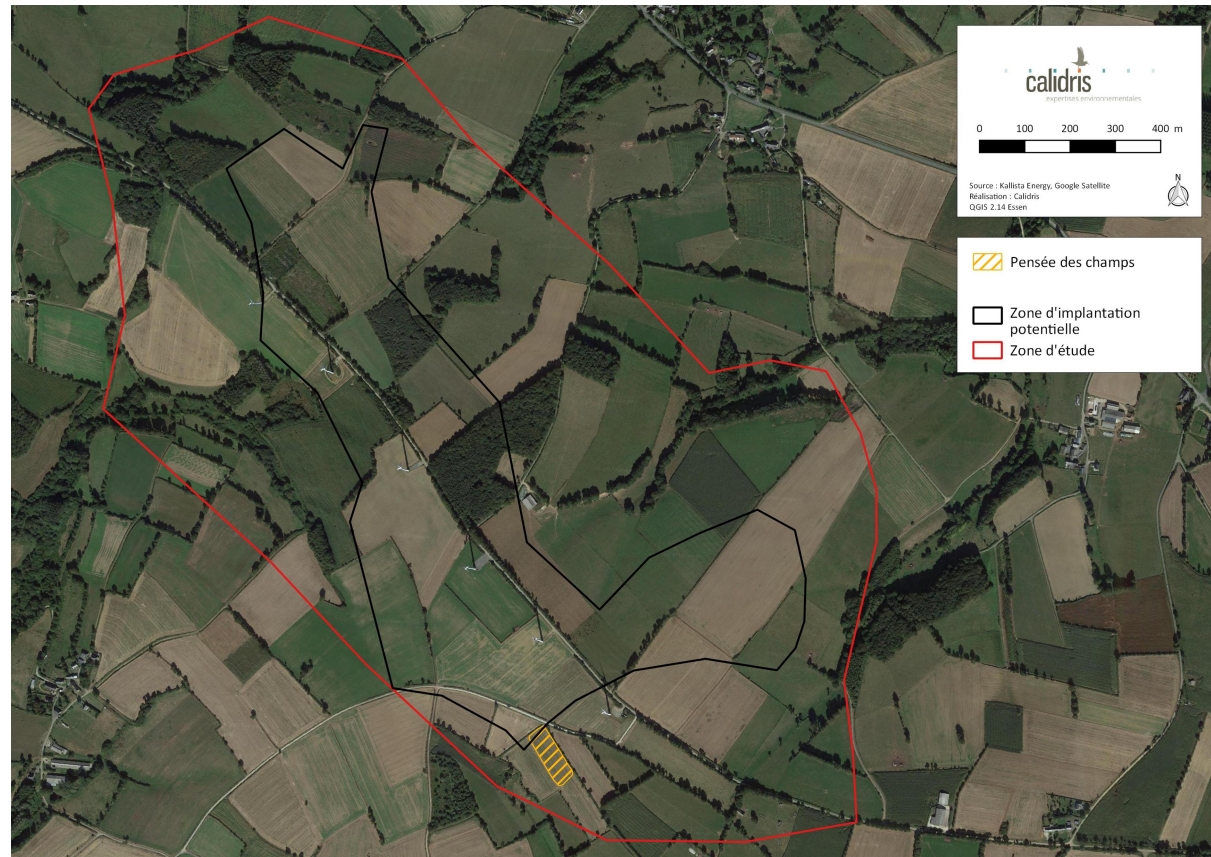 calidris
expertises environnementales
0 100 200 300 400 m
Source : Kallista Energy, Google Satellite
Réalisation : Calidris
QGIS 2.14 Essen
N
Pensée des champs
Zone d'implantation
potentielle
Zone d'étude